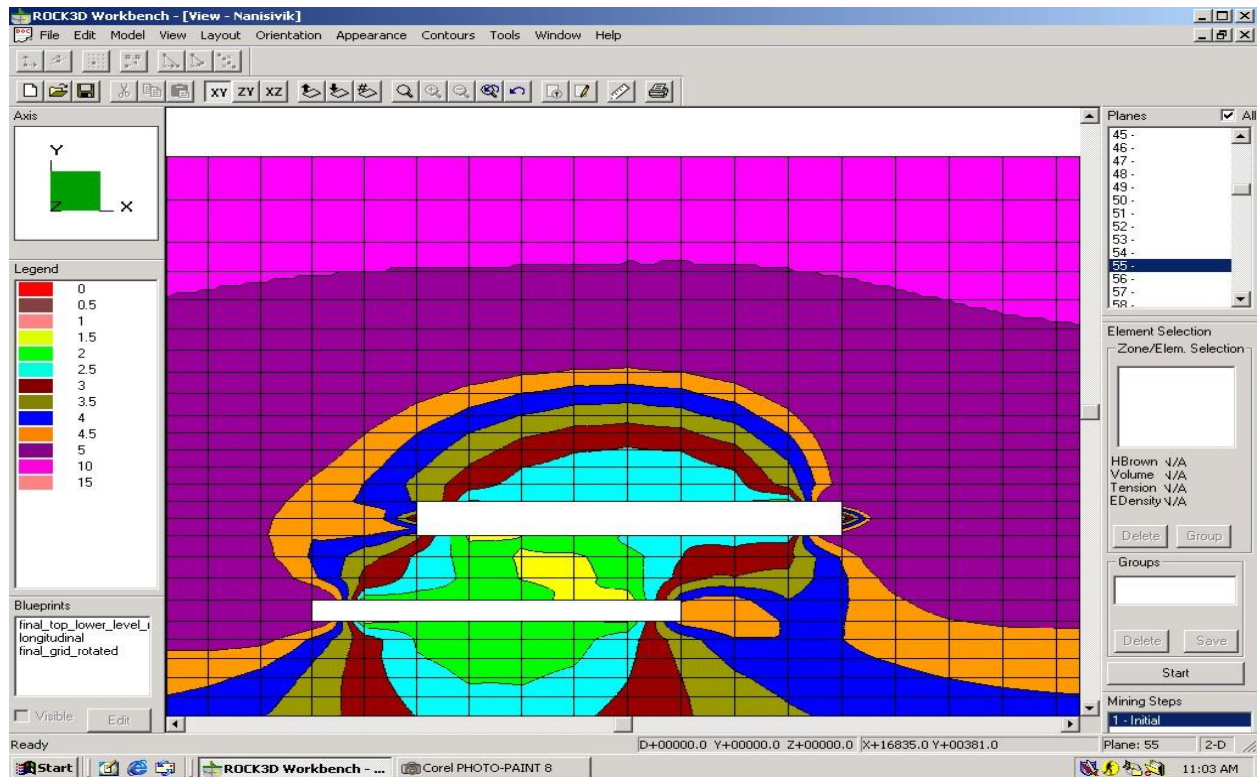 ROCK3D Workbench - [View - Nanisivik]
File Edit Model View Layout Orientation Appearance Contours Tools Window Help
XY ZY XZ
Axis
Y
Z X
Legend
0
0.5
1
1.5
2
2.5
3
3.5
4
4.5
5
10
15
Blueprints
final_top_lower_level_
longitudinal
final_grid_rotated
Visible Edit
Planes All
45 -
46 -
47 -
48 -
49 -
50 -
51 -
52 -
53 -
54 -
55 -
56 -
57 -
58 -
Element Selection
Zone/Elem. Selection
HBrown N/A
Volume N/A
Tension N/A
EDensity N/A
Delete Group
Groups
Delete Save
Start
Mining Steps
1 - Initial
Ready D+00000.0 Y+00000.0 Z+00000.0 X+16835.0 Y+00381.0 Plane: 55 2-D
Start ROCK3D Workbench - ... Corel PHOTO-PAINT 8 11:03 AM